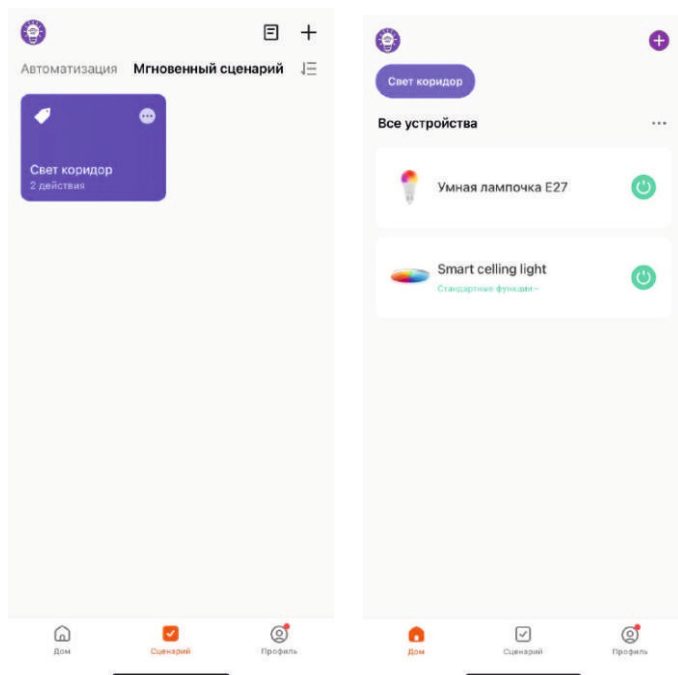 Автоматизация Мгновенный сценарий
Свет коридор
2 действия
Дом Сценарий Профиль
Свет коридор
Все устройства
Умная лампочка E27
Smart celling light
Стандартные функции
Дом Сценарий Профиль